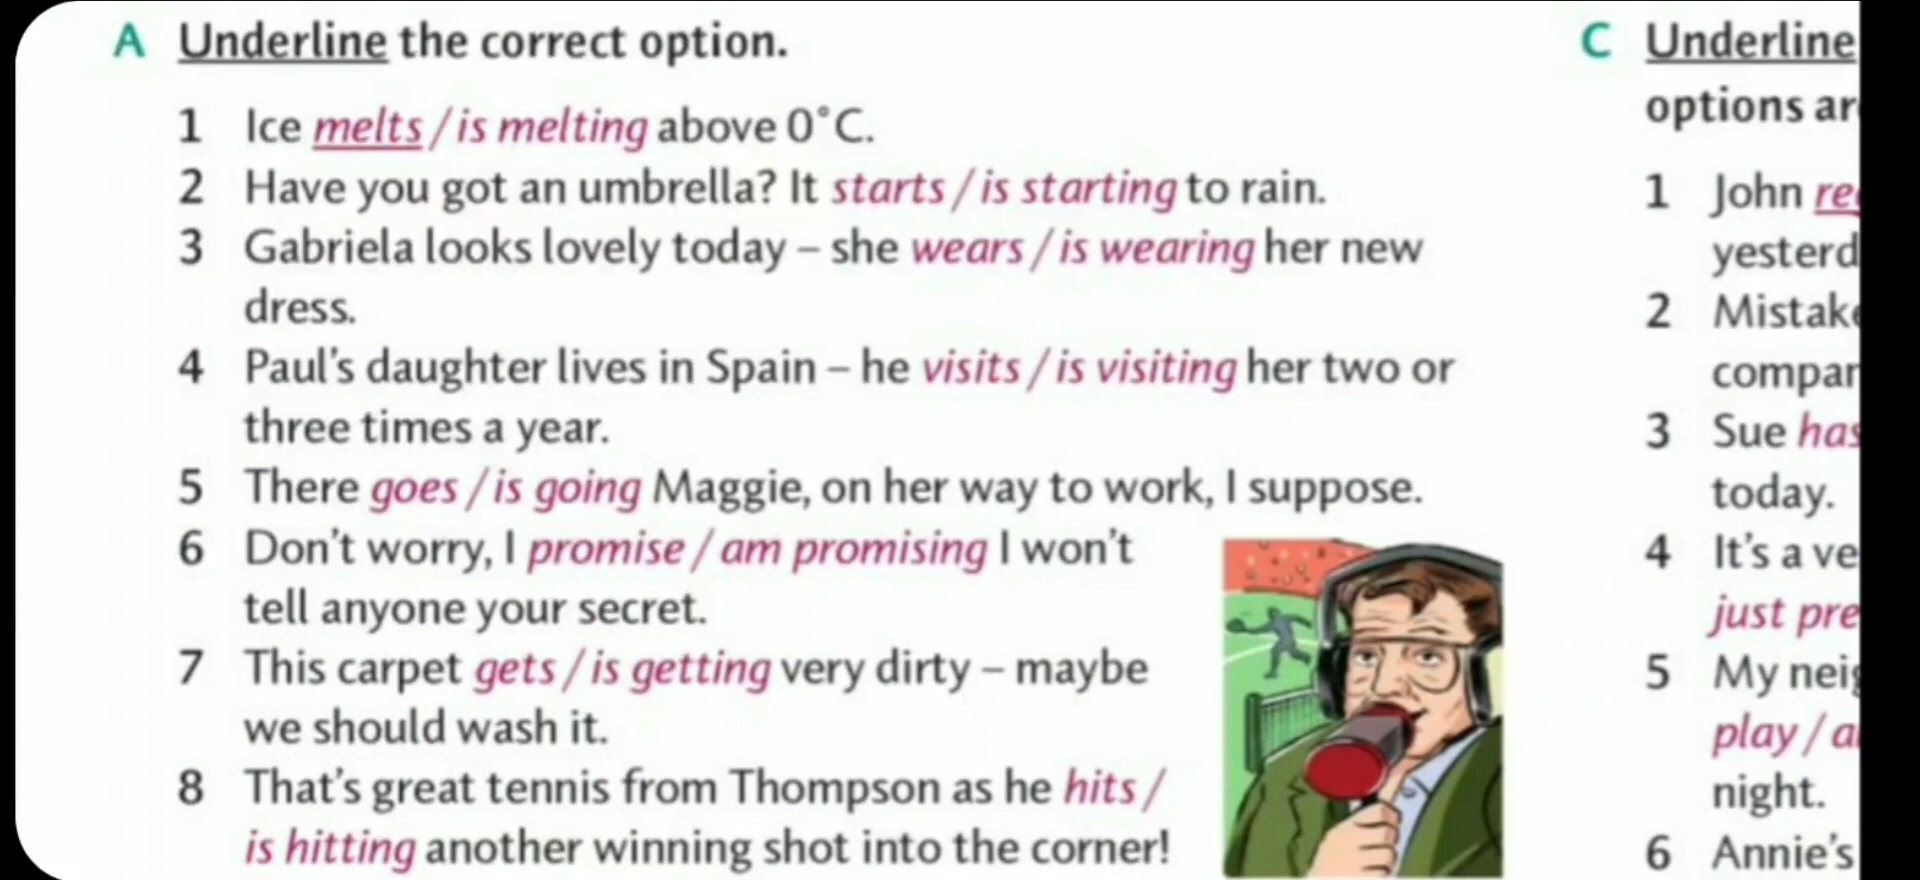 A Underline the correct option.
1 Ice melts / is melting above 0°C.
2 Have you got an umbrella? It starts / is starting to rain.
3 Gabriela looks lovely today – she wears / is wearing her new
dress.
4 Paul's daughter lives in Spain – he visits / is visiting her two or
three times a year.
5 There goes / is going Maggie, on her way to work, I suppose.
6 Don't worry, I promise / am promising I won't
tell anyone your secret.
7 This carpet gets / is getting very dirty – maybe
we should wash it.
8 That's great tennis from Thompson as he hits /
is hitting another winning shot into the corner!
C Underline
options
1 John
2
3 Sue has
today.
4 It's a
just
5 My
play /
night.
6 Annie's